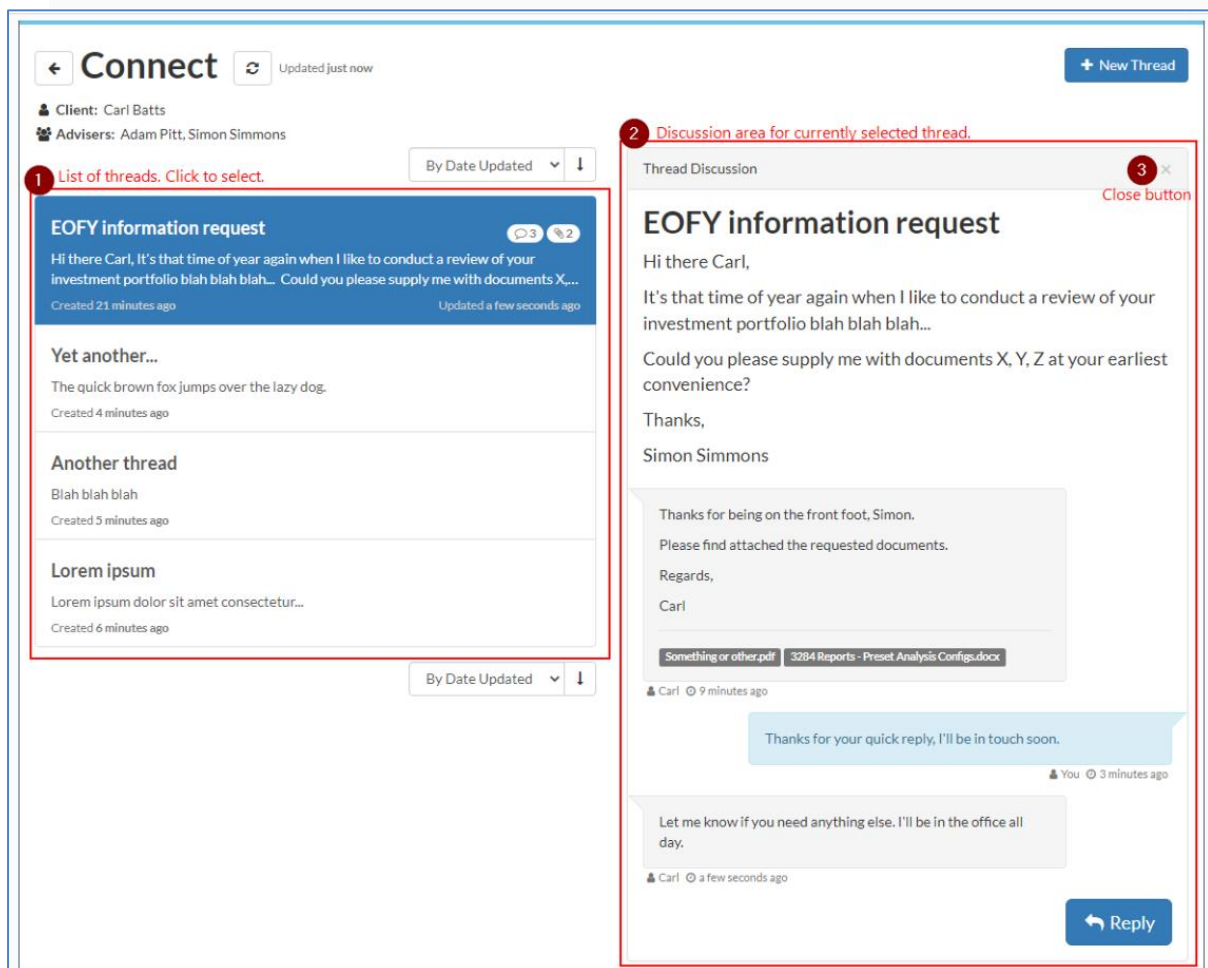 Connect
Updated just now
New Thread
Client: Carl Batts
Advisers: Adam Pitt, Simon Simmons
By Date Updated
1 List of threads. Click to select.
EOFY information request
3 2
Hi there Carl, It's that time of year again when I like to conduct a review of your
investment portfolio blah blah blah... Could you please supply me with documents X,...
Created 21 minutes ago
Updated a few seconds ago
Yet another...
The quick brown fox jumps over the lazy dog.
Created 4 minutes ago
Another thread
Blah blah blah
Created 5 minutes ago
Lorem ipsum
Lorem ipsum dolor sit amet consectetur...
Created 6 minutes ago
By Date Updated
2 Discussion area for currently selected thread.
Thread Discussion
3
Close button
EOFY information request
Hi there Carl,
It's that time of year again when I like to conduct a review of your
investment portfolio blah blah blah...
Could you please supply me with documents X, Y, Z at your earliest
convenience?
Thanks,
Simon Simmons
Thanks for being on the front foot, Simon.
Please find attached the requested documents.
Regards,
Carl
Something or other.pdf 3284 Reports - Preset Analysis Configs.docx
Carl 9 minutes ago
Thanks for your quick reply, I'll be in touch soon.
You 3 minutes ago
Let me know if you need anything else. I'll be in the office all
day.
Carl a few seconds ago
Reply